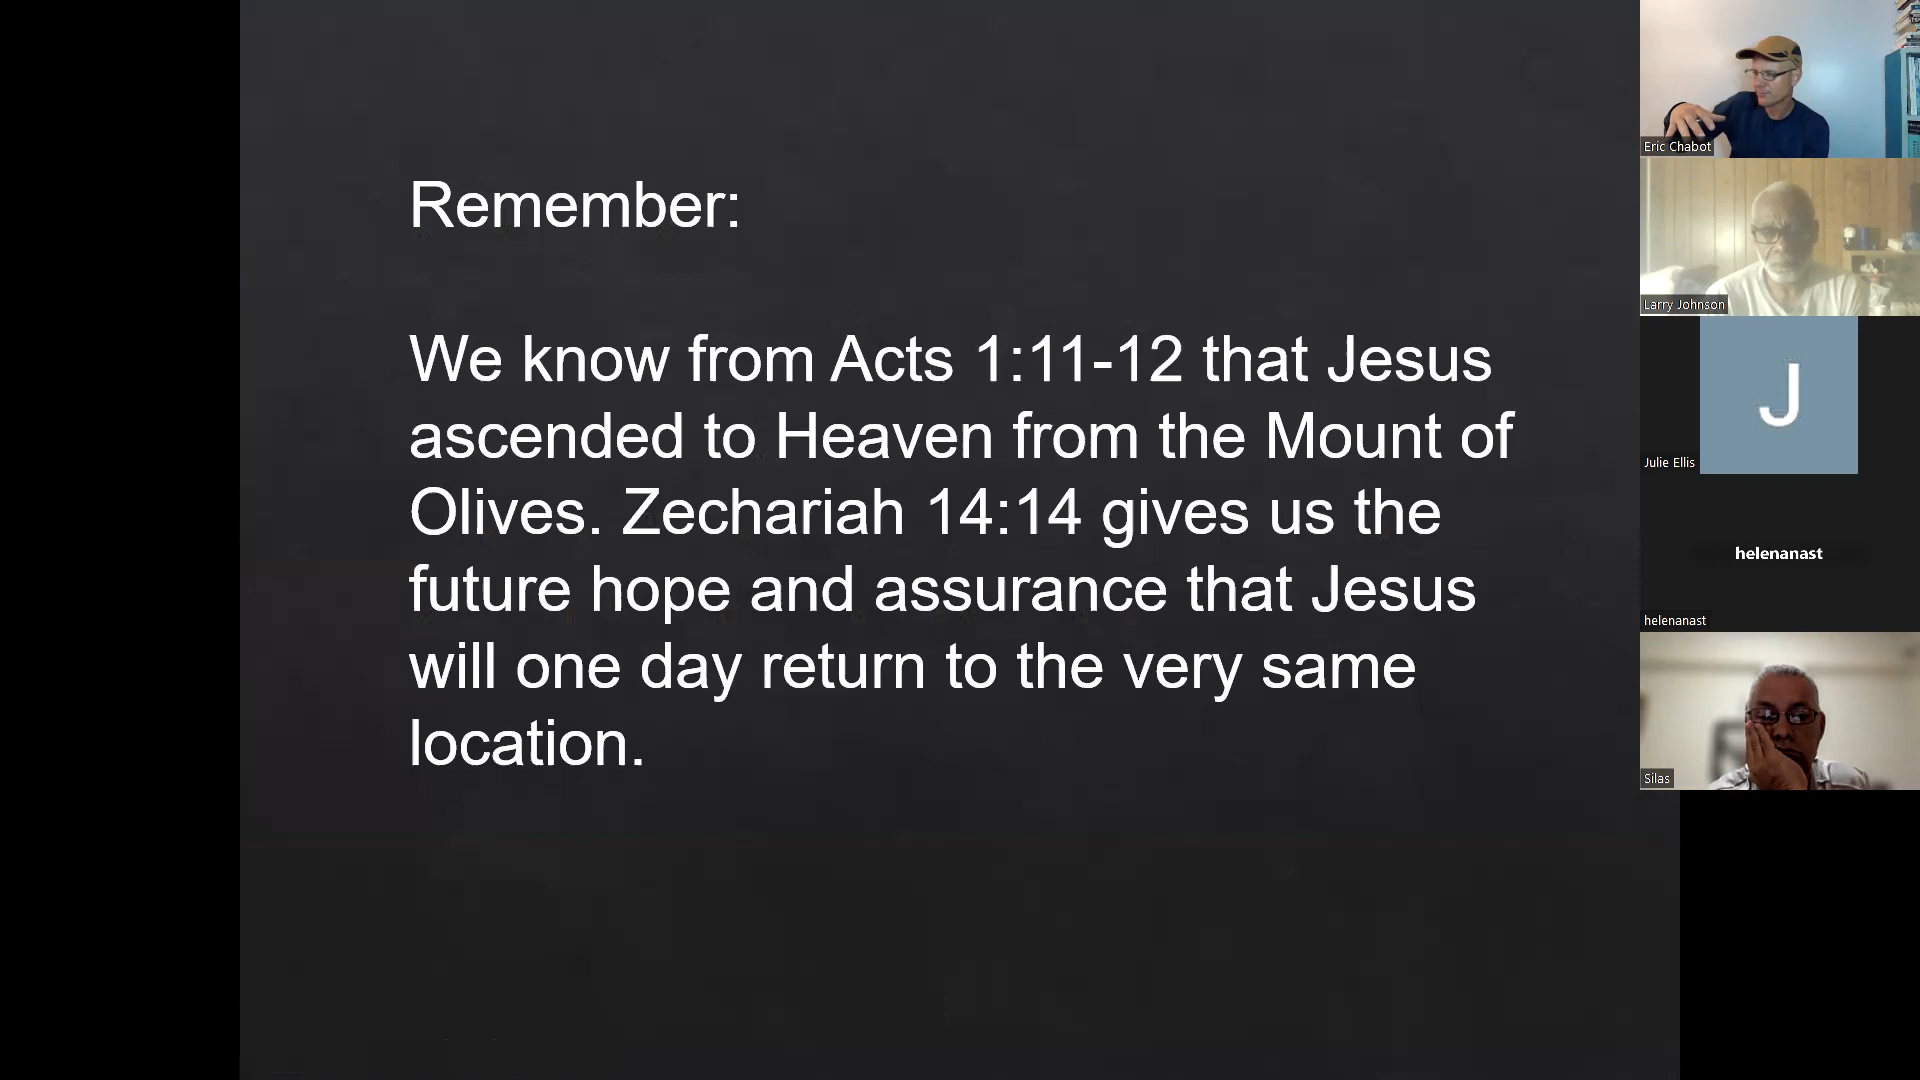 Remember:
We know from Acts 1:11-12 that Jesus
ascended to Heaven from the Mount of
Olives. Zechariah 14:14 gives us the
future hope and assurance that Jesus
will one day return to the very same
location.
Eric Chabot
Larry Johnson
J
Julie Ellis
helenanast
helenanast
Silas